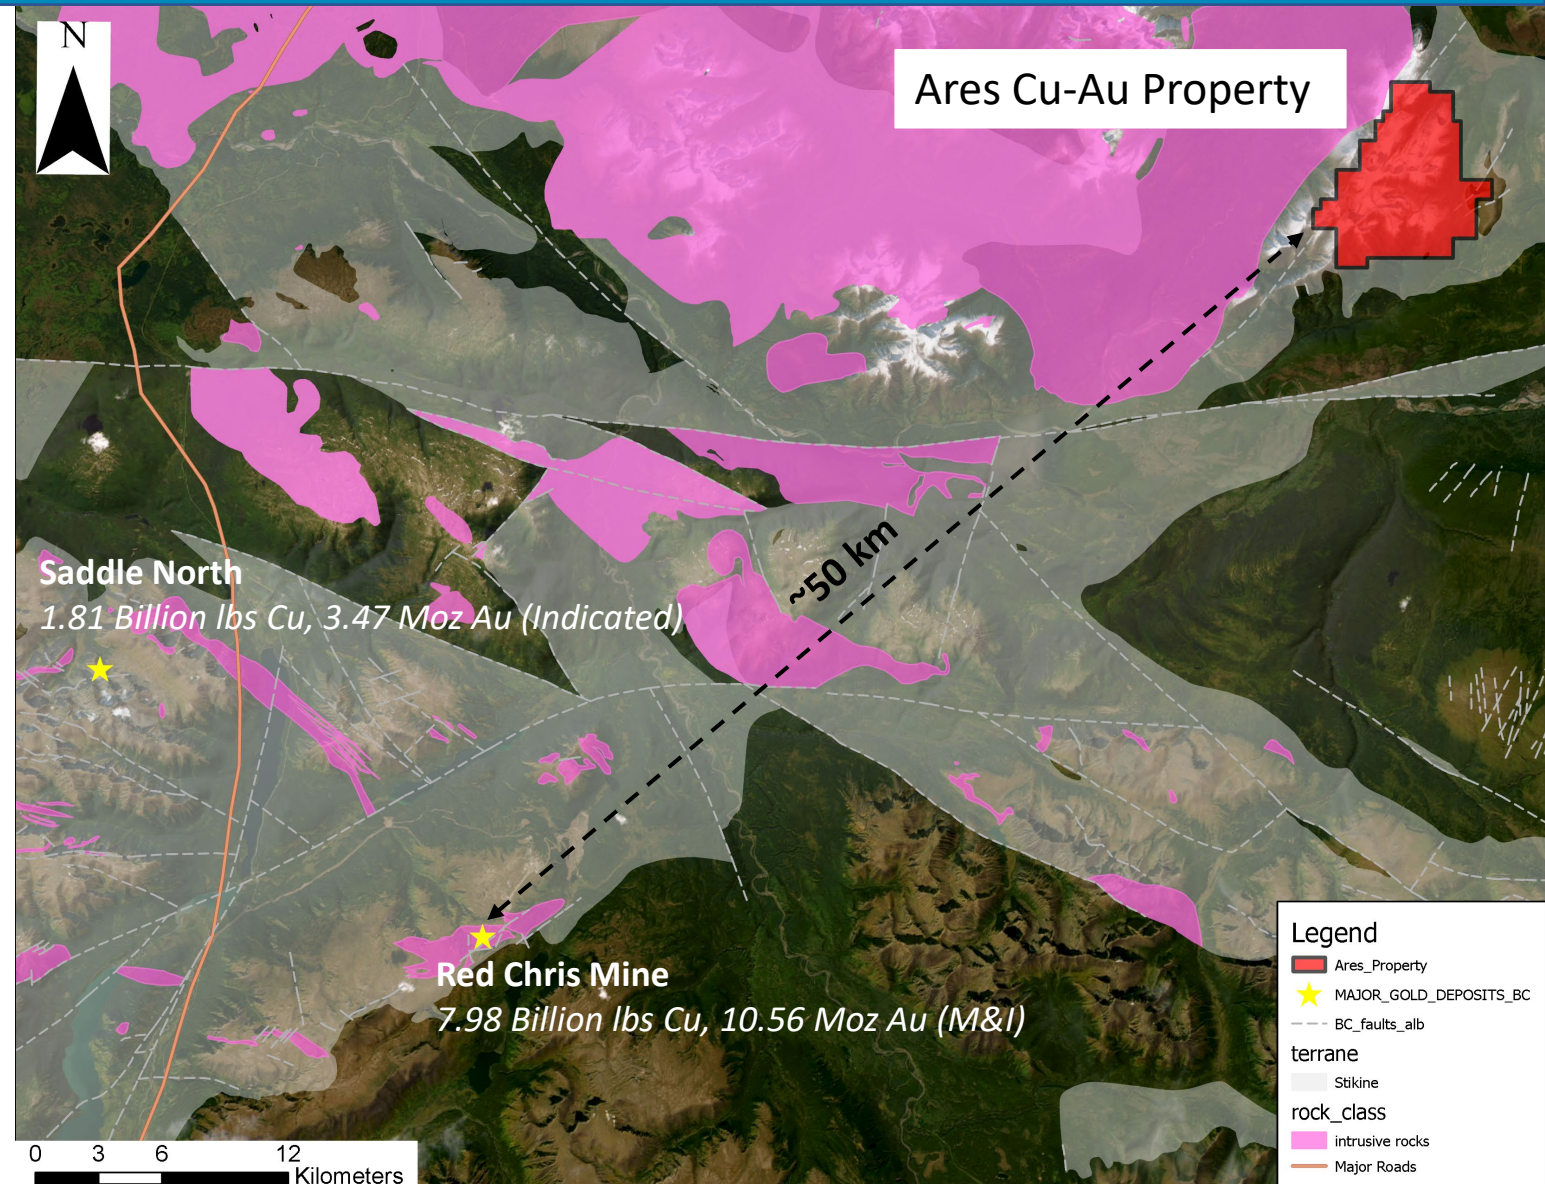 N
Ares Cu-Au Property
~50 km
Saddle North
1.81 Billion lbs Cu, 3.47 Moz Au (Indicated)
Red Chris Mine
7.98 Billion lbs Cu, 10.56 Moz Au (M&I)
Legend
Ares_Property
MAJOR_GOLD_DEPOSITS_BC
BC_faults_alb
terrane
Stikine
rock_class
intrusive rocks
Major Roads
0 3 6 12
Kilometers